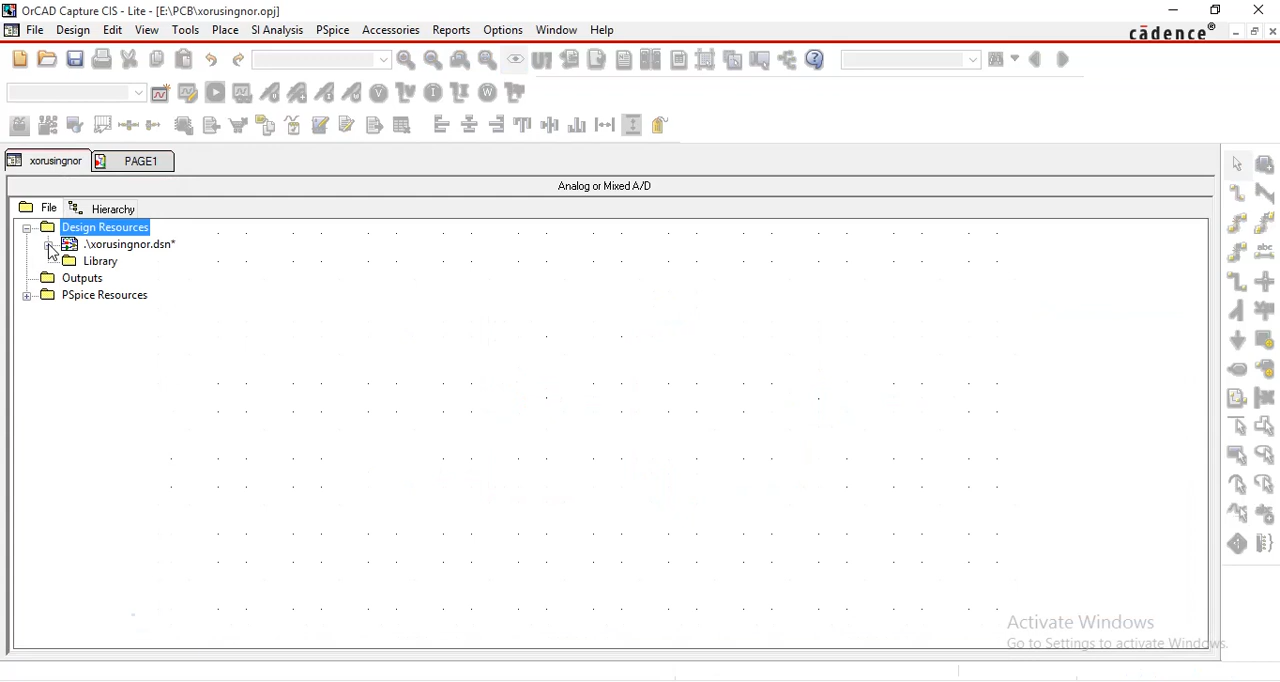 OrCAD Capture CIS - Lite - [E:\PCB\xorusingnor.opj]
File Design Edit View Tools Place SI Analysis PSpice Accessories Reports Options Window Help
cādence®
xorusingnor PAGE1
Analog or Mixed A/D
File Hierarchy
Design Resources
.\xorusingnor.dsn*
Library
Outputs
PSpice Resources
Activate Windows
Go to Settings to activate Windows.